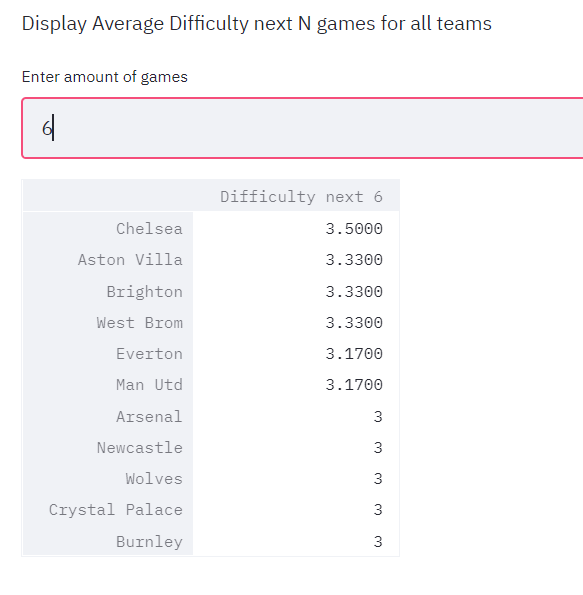 Display Average Difficulty next N games for all teams
Enter amount of games
6
Difficulty next 6
Chelsea 3.5000
Aston Villa 3.3300
Brighton 3.3300
West Brom 3.3300
Everton 3.1700
Man Utd 3.1700
Arsenal 3
Newcastle 3
Wolves 3
Crystal Palace 3
Burnley 3